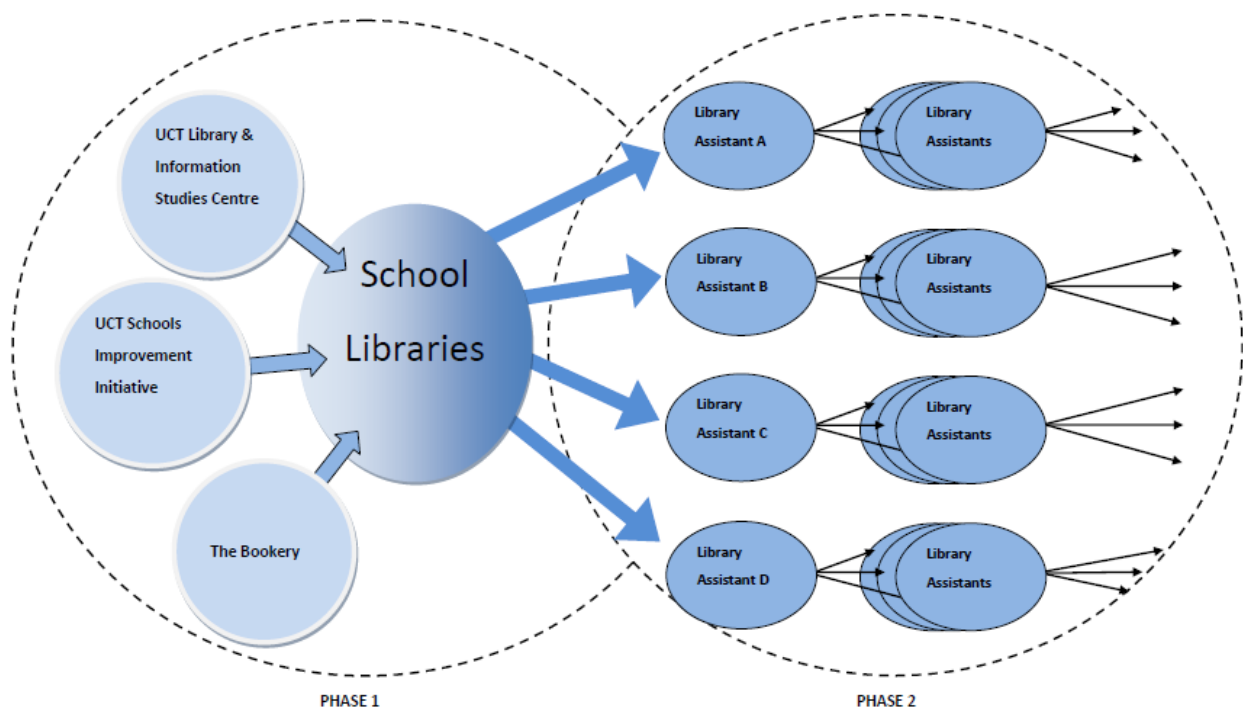 UCT Library &
Information
Studies Centre
UCT Schools
Improvement
Initiative
The Bookery
School
Libraries
Library
Assistant A
Library
Assistants
Library
Assistant B
Library
Assistants
Library
Assistant C
Library
Assistants
Library
Assistant D
Library
Assistants
PHASE 1
PHASE 2